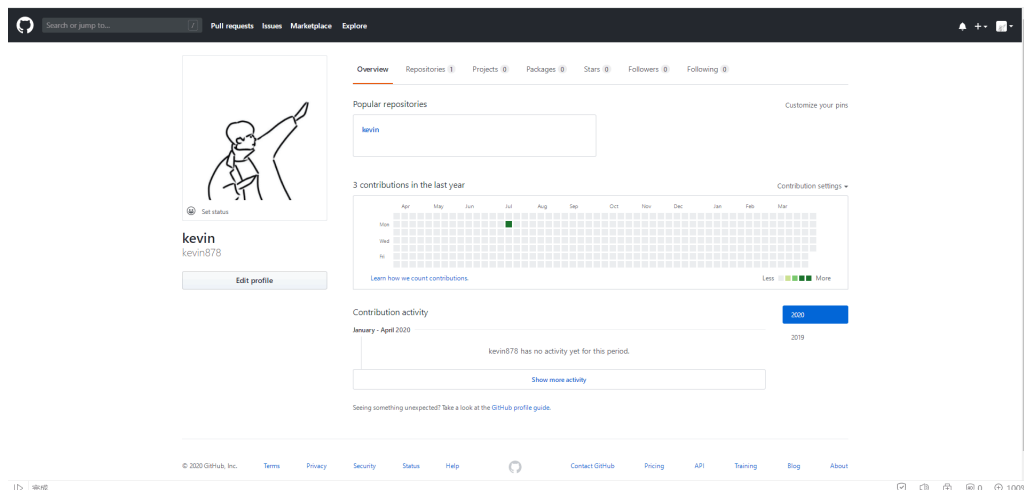 Search or jump to... /
Pull requests Issues Marketplace Explore
Overview Repositories 1 Projects 0 Packages 0 Stars 0 Followers 0 Following 0
Popular repositories
Customize your pins
kevin
3 contributions in the last year
Contribution settings
Apr May Jun Jul Aug Sep Oct Nov Dec Jan Feb Mar
Mon
Wed
Fri
Learn how we count contributions.
Less More
Set status
kevin
kevin878
Edit profile
Contribution activity
2020
2019
January - April 2020
kevin878 has no activity yet for this period.
Show more activity
Seeing something unexpected? Take a look at the GitHub profile guide.
© 2020 GitHub, Inc. Terms Privacy Security Status Help Contact GitHub Pricing API Training Blog About
完成
0 100%